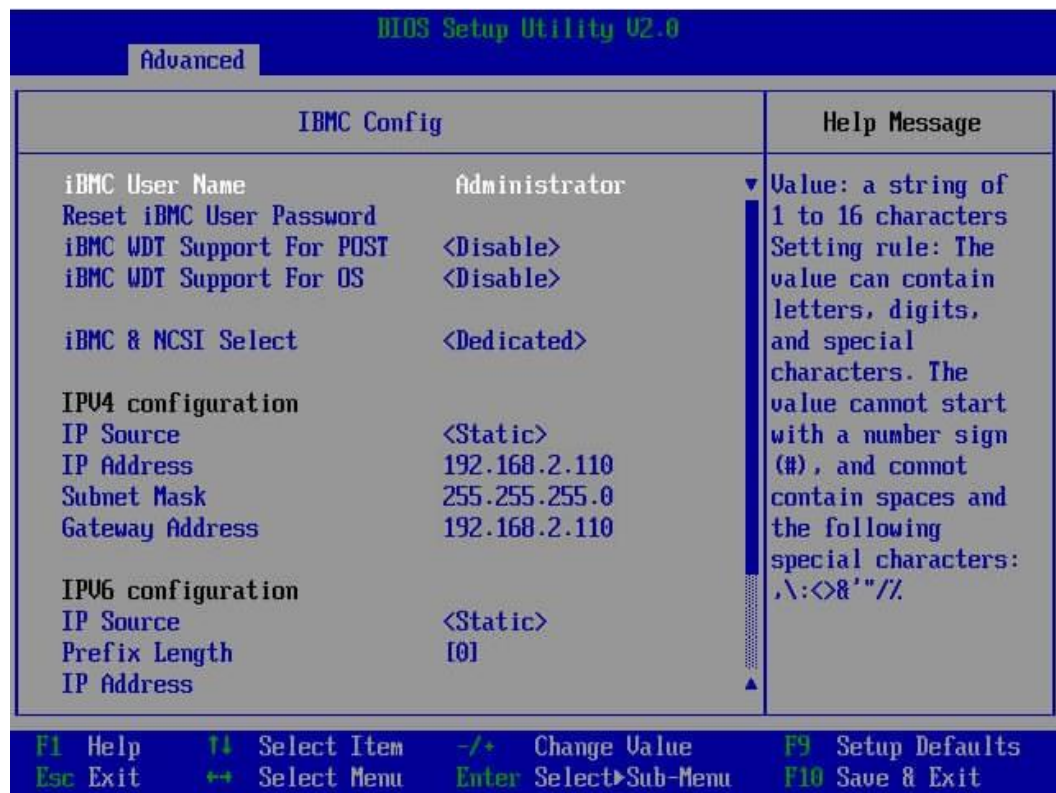 BIOS Setup Utility V2.0
Advanced
IBMC Config
iBMC User Name Administrator
Reset iBMC User Password
iBMC WDT Support For POST <Disable>
iBMC WDT Support For OS <Disable>
iBMC & NCSI Select <Dedicated>
IPV4 configuration
IP Source <Static>
IP Address 192.168.2.110
Subnet Mask 255.255.255.0
Gateway Address 192.168.2.110
IPV6 configuration
IP Source <Static>
Prefix Length [0]
IP Address
Help Message
Value: a string of
1 to 16 characters
Setting rule: The
value can contain
letters, digits,
and special
characters. The
value cannot start
with a number sign
(#), and connot
contain spaces and
the following
special characters:
,\:<>&'"/%
F1 Help ↑↓ Select Item -/+ Change Value F9 Setup Defaults
Esc Exit ↔ Select Menu Enter Select▶Sub-Menu F10 Save & Exit